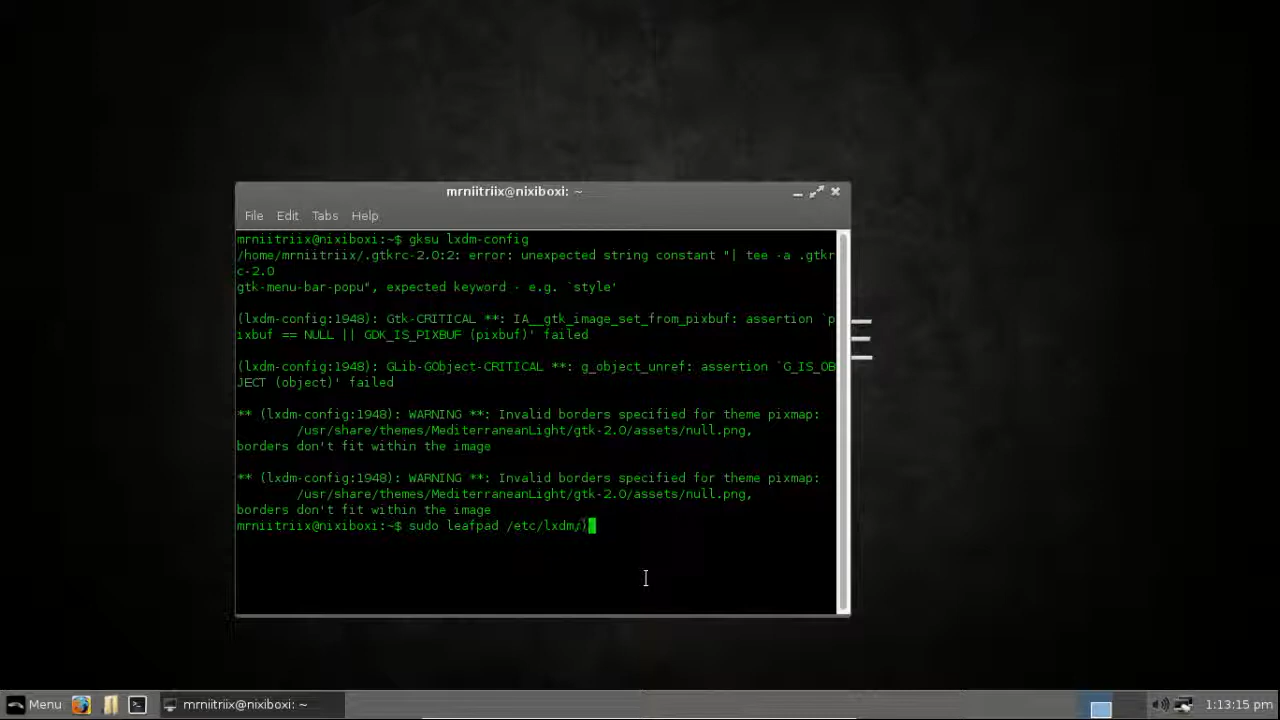 mrniitriix@nixiboxi: ~
File Edit Tabs Help
mrniitriix@nixiboxi:~$ gksu lxdm-config
/home/mrniitriix/.gtkrc-2.0:2: error: unexpected string constant "| tee -a .gtkr
c-2.0
gtk-menu-bar-popu", expected keyword - e.g. `style'
(lxdm-config:1948): Gtk-CRITICAL **: IA__gtk_image_set_from_pixbuf: assertion `p
ixbuf == NULL || GDK_IS_PIXBUF (pixbuf)' failed
(lxdm-config:1948): GLib-GObject-CRITICAL **: g_object_unref: assertion `G_IS_OB
JECT (object)' failed
** (lxdm-config:1948): WARNING **: Invalid borders specified for theme pixmap:
/usr/share/themes/MediterraneanLight/gtk-2.0/assets/null.png,
borders don't fit within the image
** (lxdm-config:1948): WARNING **: Invalid borders specified for theme pixmap:
/usr/share/themes/MediterraneanLight/gtk-2.0/assets/null.png,
borders don't fit within the image
mrniitriix@nixiboxi:~$ sudo leafpad /etc/lxdm
Menu mrniitriix@nixiboxi: ~ 1:13:15 pm